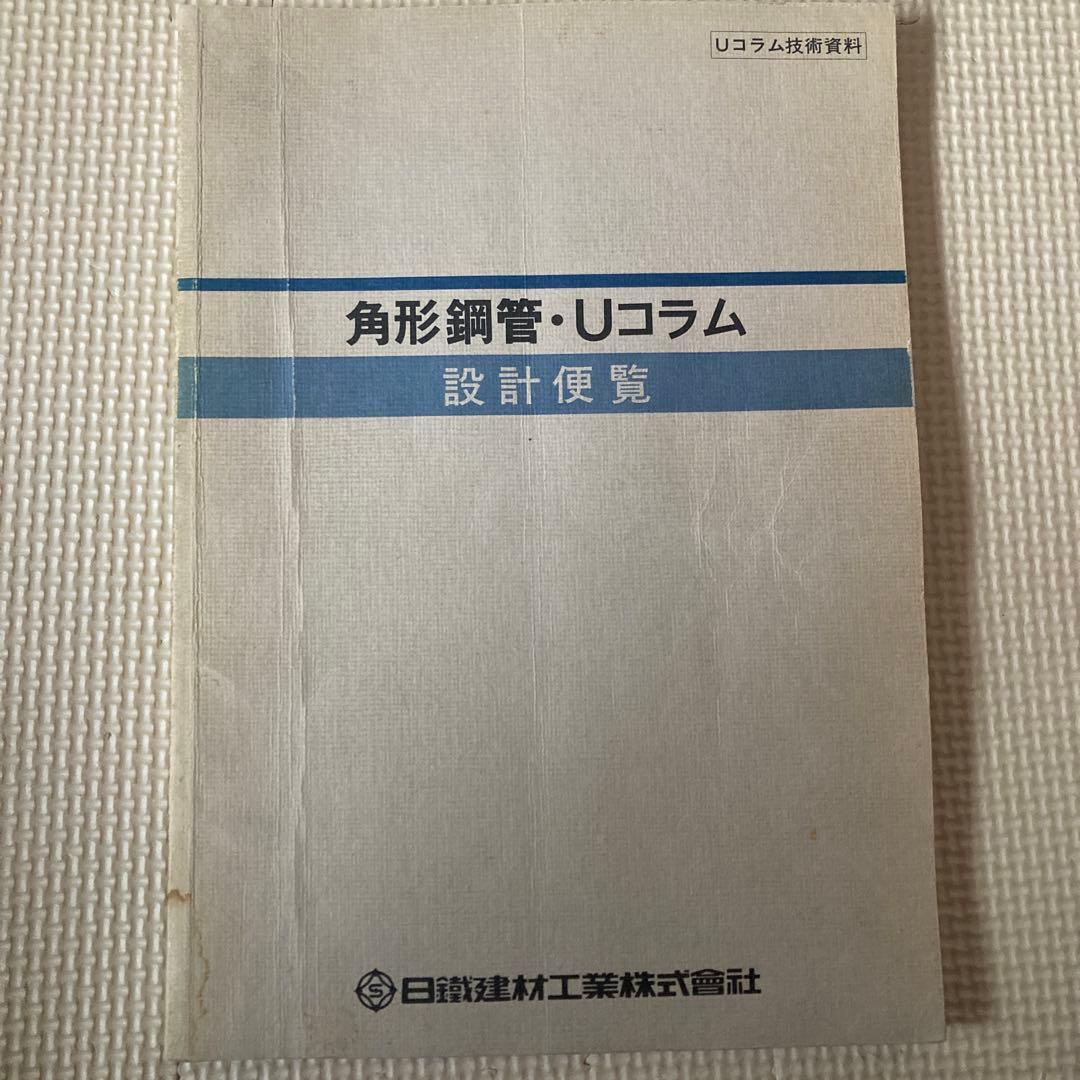 Uコラム技術資料
角形鋼管・Uコラム
設計便覧
日鐵建材工業株式會社